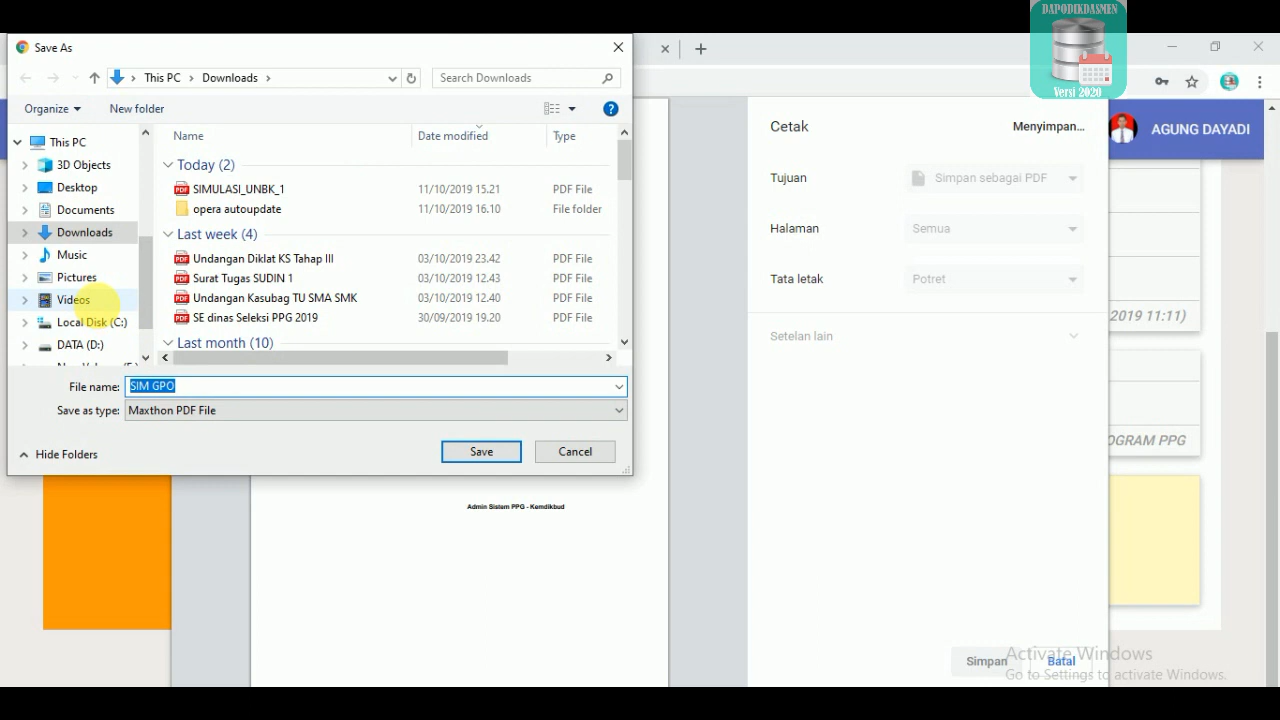 DAPODIKDASMEN
Versi 2020
Save As
This PC > Downloads >
Search Downloads
Organize
New folder
This PC
3D Objects
Desktop
Documents
Downloads
Music
Pictures
Videos
Local Disk (C:)
DATA (D:)
Name Date modified Type
Today (2)
SIMULASI_UNBK_1 11/10/2019 15.21 PDF File
opera autoupdate 11/10/2019 16.10 File folder
Last week (4)
Undangan Diklat KS Tahap III 03/10/2019 23.42 PDF File
Surat Tugas SUDIN 1 03/10/2019 12.43 PDF File
Undangan Kasubag TU SMA SMK 03/10/2019 12.40 PDF File
SE dinas Seleksi PPG 2019 30/09/2019 19.20 PDF File
Last month (10)
File name: SIM GPO
Save as type: Maxthon PDF File
Hide Folders
Save
Cancel
Admin Sistem PPG - Kemdikbud
Cetak
Menyimpan...
Tujuan Simpan sebagai PDF
Halaman Semua
Tata letak Potret
Setelan lain
Simpan
Batal
AGUNG DAYADI
2019 11:11)
OGRAM PPG
Activate Windows
Go to Settings to activate Windows.